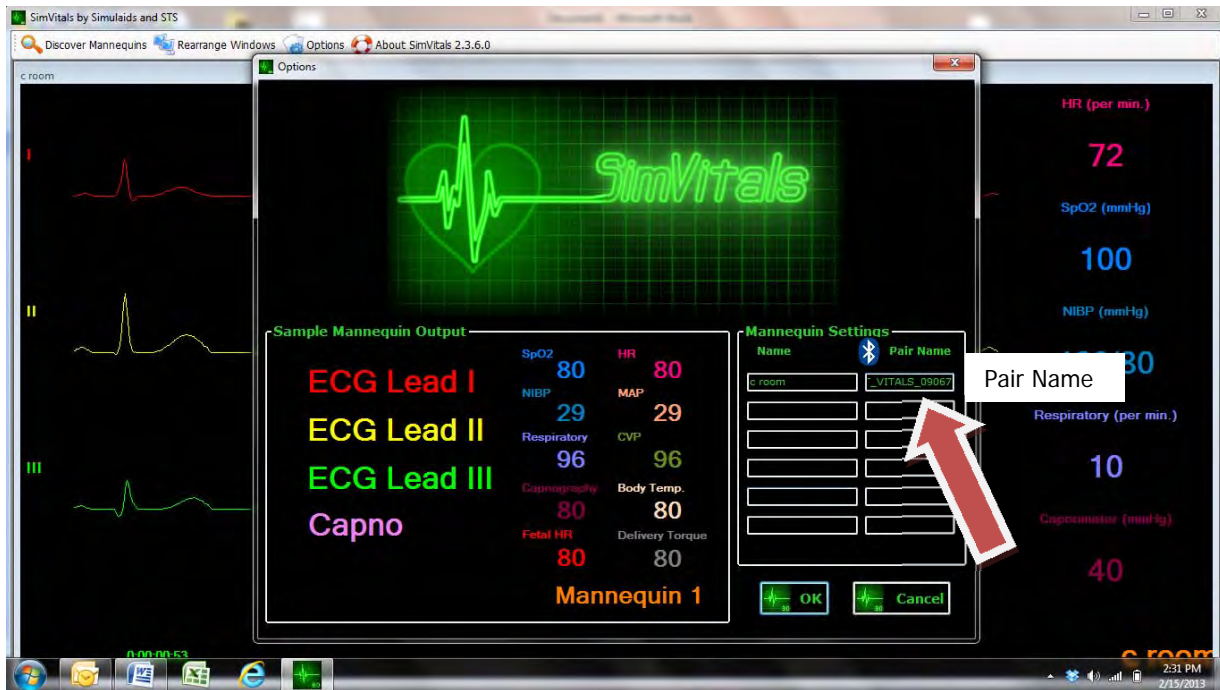 SimVitals by Simulaids and STS
Discover Mannequins Rearrange Windows Options About SimVitals 2.3.6.0
c room
Options
I
II
III
0:00:00:53
SimVitals
Sample Mannequin Output
ECG Lead I
ECG Lead II
ECG Lead III
Capno
SpO2 HR
80 80
NIBP MAP
29 29
Respiratory CVP
96 96
Capnography Body Temp.
80 80
Fetal HR Delivery Torque
80 80
Mannequin 1
Mannequin Settings
Name Pair Name
c room _VITALS_09067
OK Cancel
Pair Name
HR (per min.)
72
SpO2 (mmHg)
100
NIBP (mmHg)
80
Respiratory (per min.)
10
Capnometer (mmHg)
40
c room
2:31 PM
2/15/2013